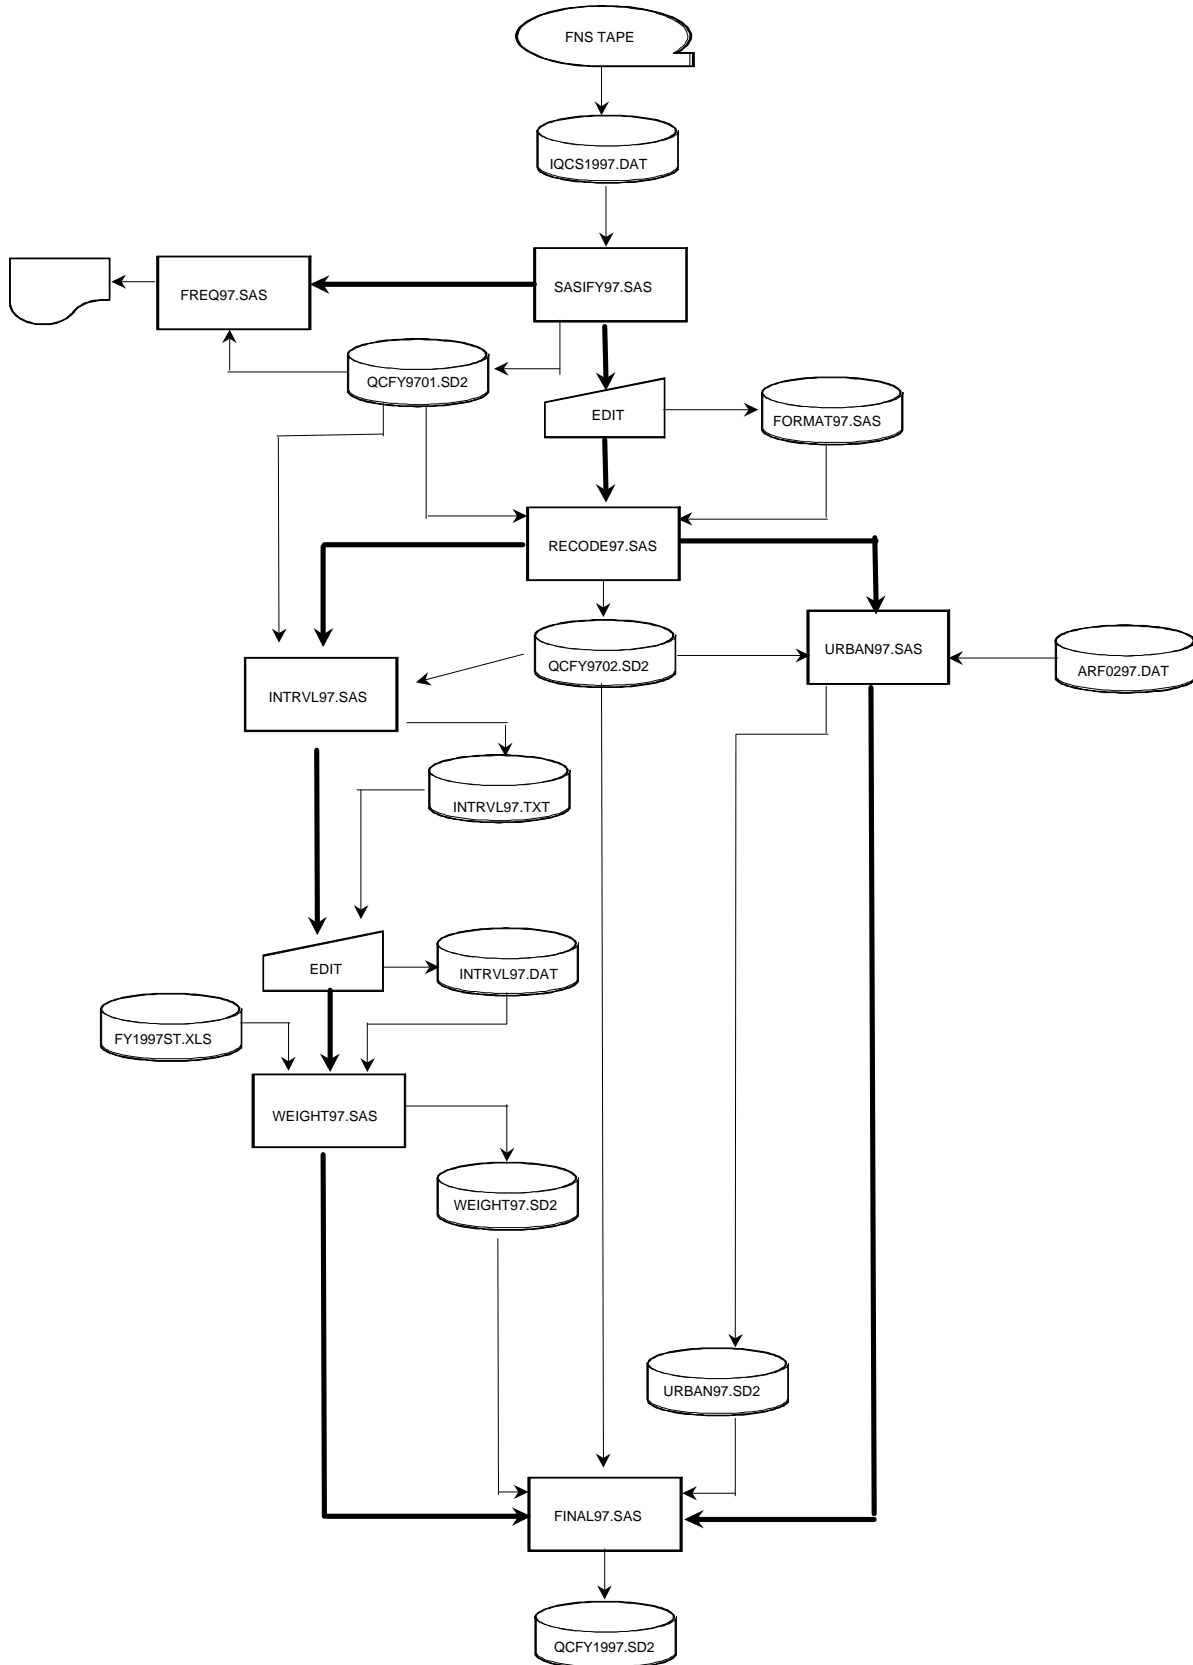 FNS TAPE
IQCS1997.DAT
SASIFY97.SAS
FREQ97.SAS
QCFY9701.SD2
EDIT
FORMAT97.SAS
RECODE97.SAS
QCFY9702.SD2
URBAN97.SAS
ARF0297.DAT
INTRVL97.SAS
INTRVL97.TXT
EDIT
INTRVL97.DAT
FY1997ST.XLS
WEIGHT97.SAS
WEIGHT97.SD2
URBAN97.SD2
FINAL97.SAS
QCFY1997.SD2